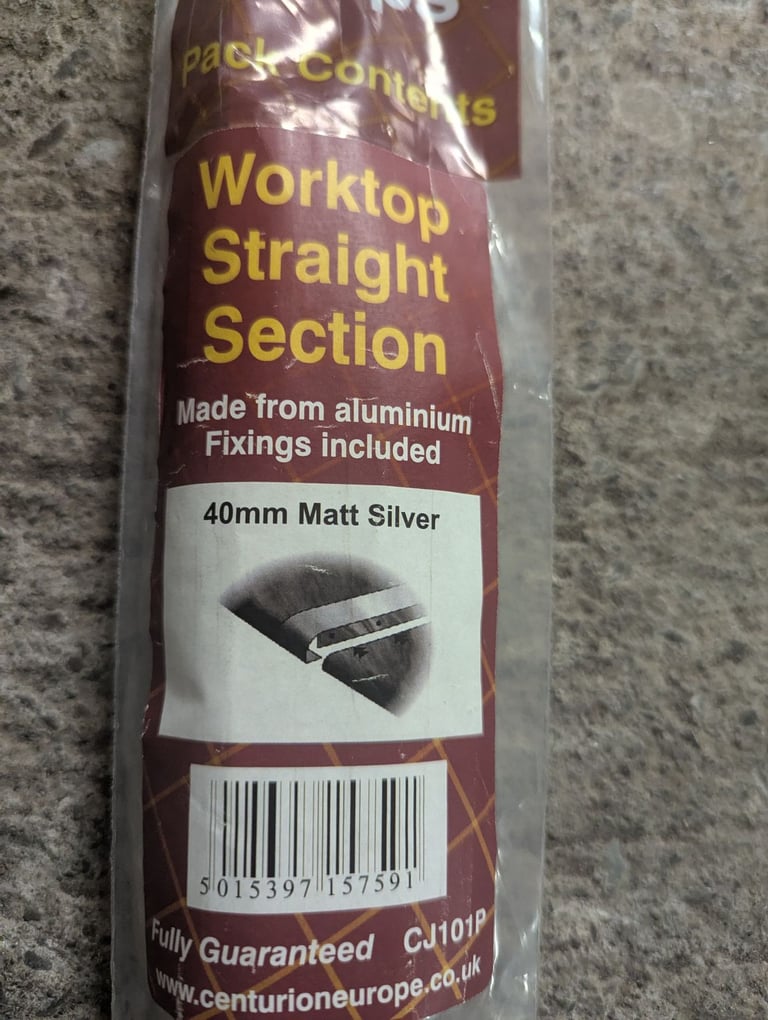 Pack Contents
Worktop
Straight
Section
Made from aluminium
Fixings included
40mm Matt Silver
5 015397 157591
Fully Guaranteed CJ101P
www.centurioneurope.co.uk